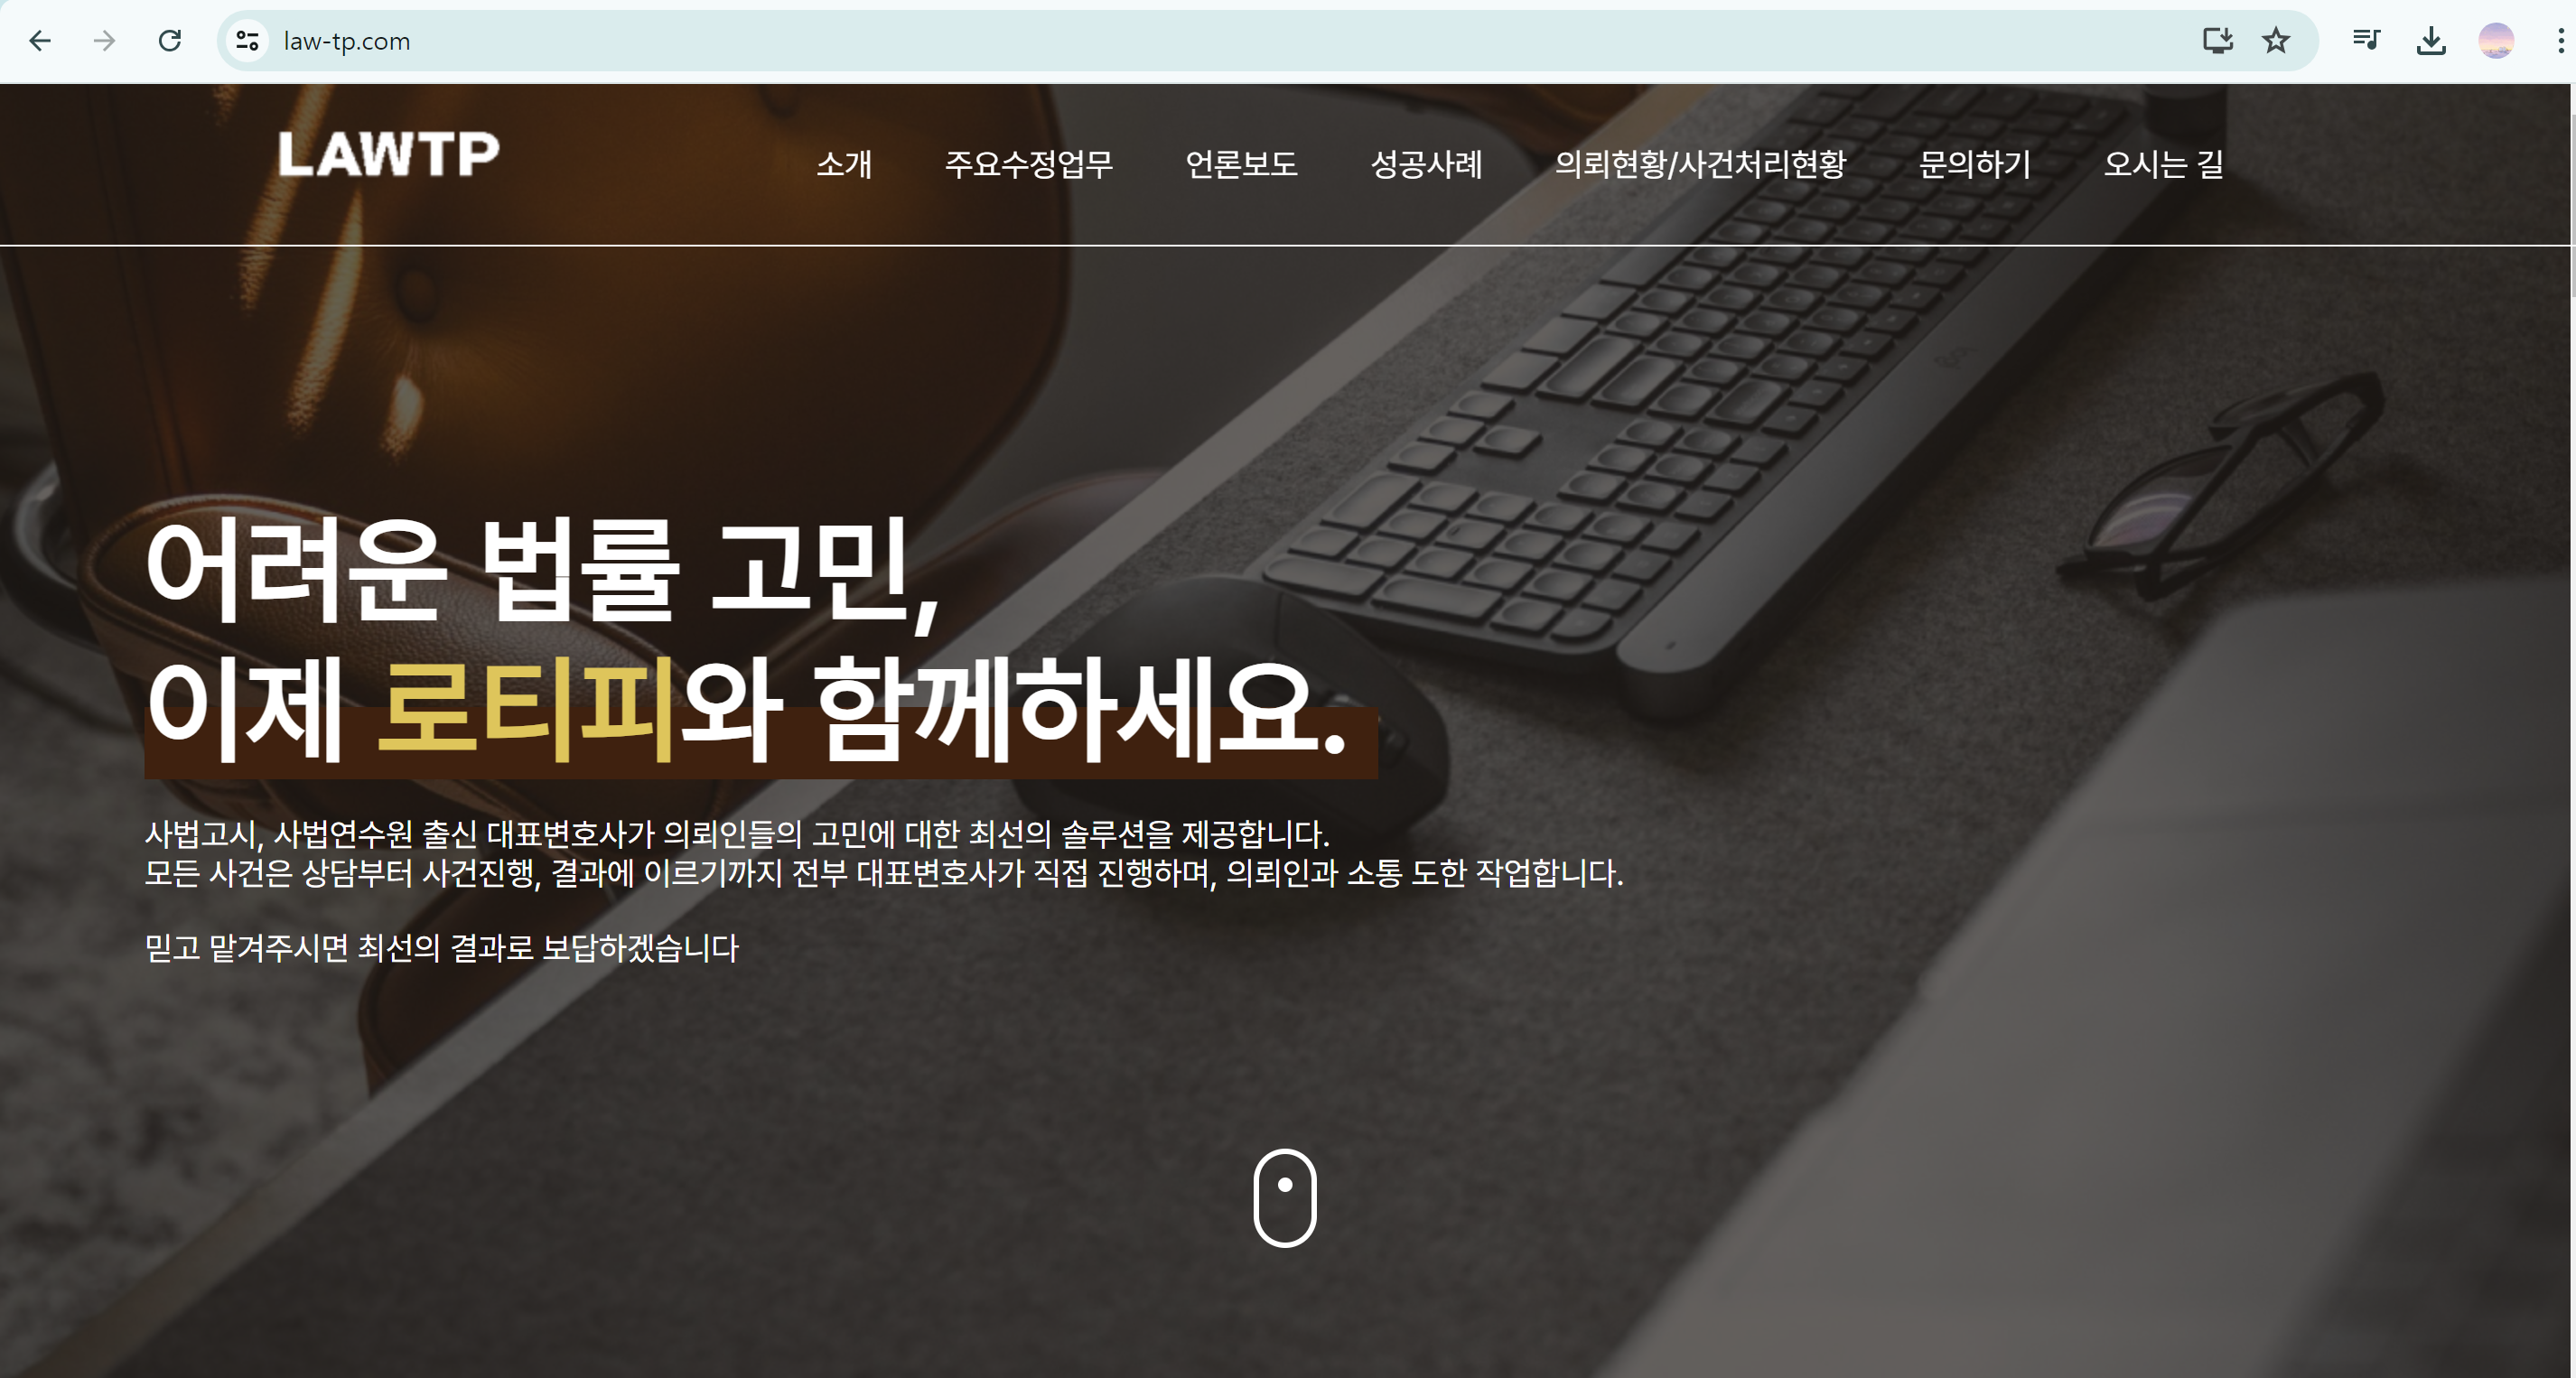 law-tp.com
LAWTP
소개 주요수정업무 언론보도 성공사례 의뢰현황/사건처리현황 문의하기 오시는 길
어려운 법률 고민,
이제 로티피와 함께하세요.
사법고시, 사법연수원 출신 대표변호사가 의뢰인들의 고민에 대한 최선의 솔루션을 제공합니다.
모든 사건은 상담부터 사건진행, 결과에 이르기까지 전부 대표변호사가 직접 진행하며, 의뢰인과 소통 도한 작업합니다.
믿고 맡겨주시면 최선의 결과로 보답하겠습니다